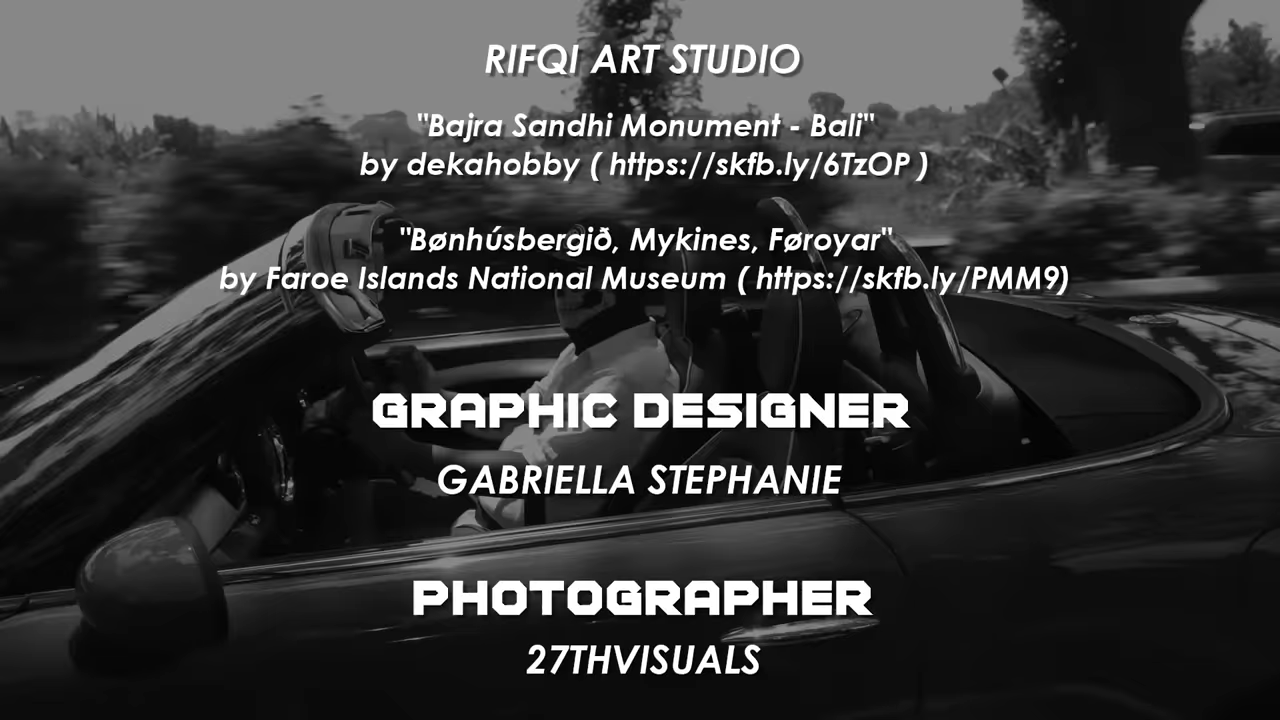 RIFQI ART STUDIO
"Bajra Sandhi Monument - Bali"
by dekahobby ( https://skfb.ly/6TzOP )
"Bønhúsbergið, Mykines, Føroyar"
by Faroe Islands National Museum ( https://skfb.ly/PMM9)
GRAPHIC DESIGNER
GABRIELLA STEPHANIE
PHOTOGRAPHER
27THVISUALS